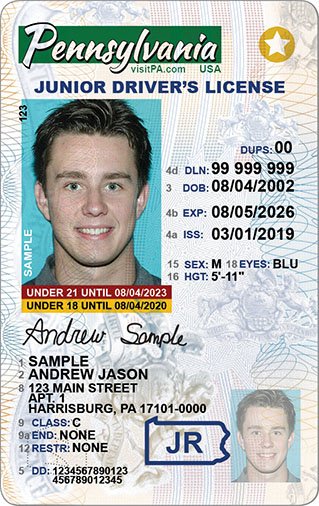 Pennsylvania
visitPA.com USA
JUNIOR DRIVER'S LICENSE
123
DUPS: 00
4d DLN: 99 999 999
3 DOB: 08/04/2002
4b EXP: 08/05/2026
4a ISS: 03/01/2019
15 SEX: M 18 EYES: BLU
16 HGT: 5'-11"
SAMPLE
UNDER 21 UNTIL 08/04/2023
UNDER 18 UNTIL 08/04/2020
Andrew Sample
1 SAMPLE
2 ANDREW JASON
8 123 MAIN STREET
APT. 1
HARRISBURG, PA 17101-0000
9 CLASS: C
9a END: NONE
12 RESTR: NONE
JR
5 DD: 1234567890123
456789012345